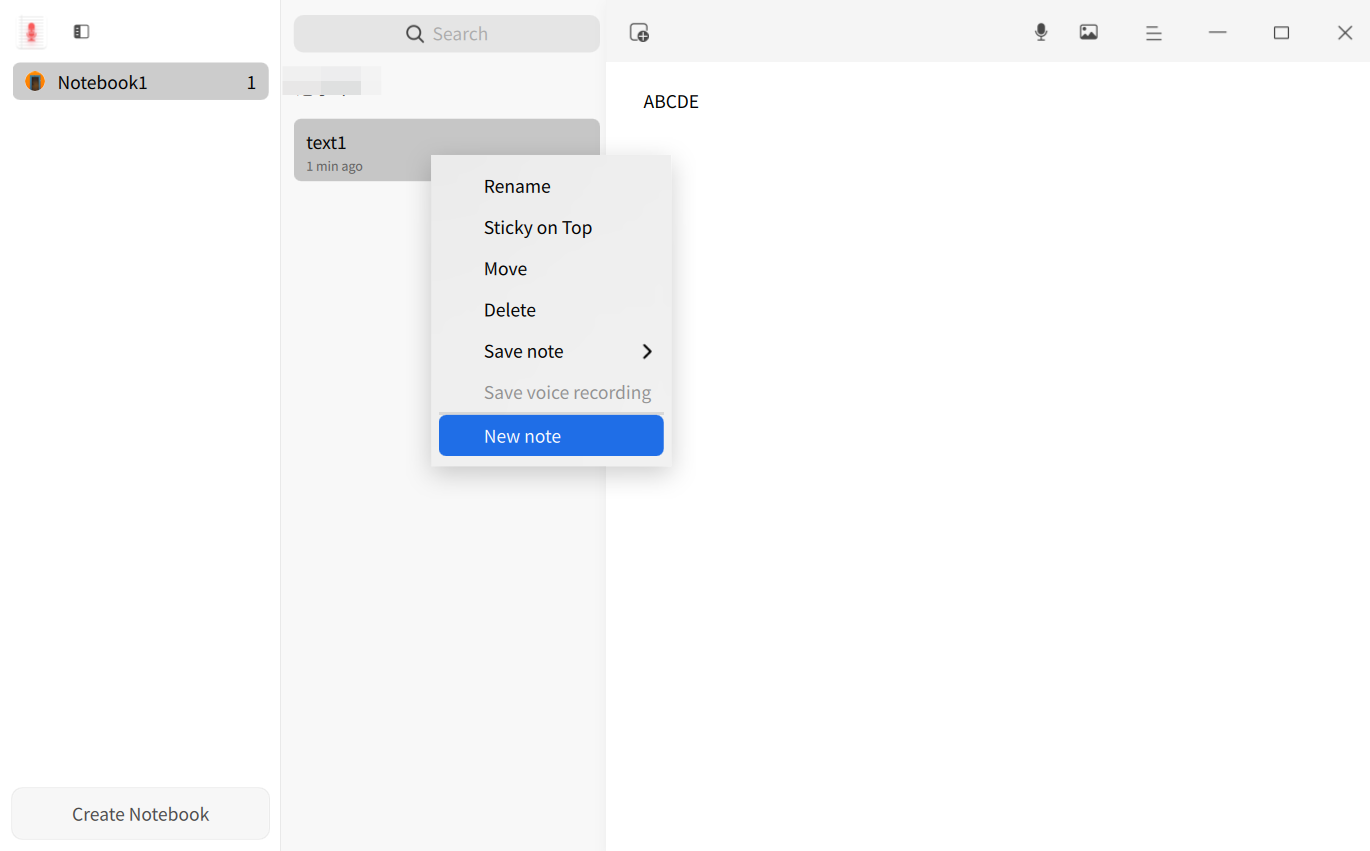 Notebook1 1
Create Notebook
Search
text1
1 min ago
Rename
Sticky on Top
Move
Delete
Save note
Save voice recording
New note
ABCDE